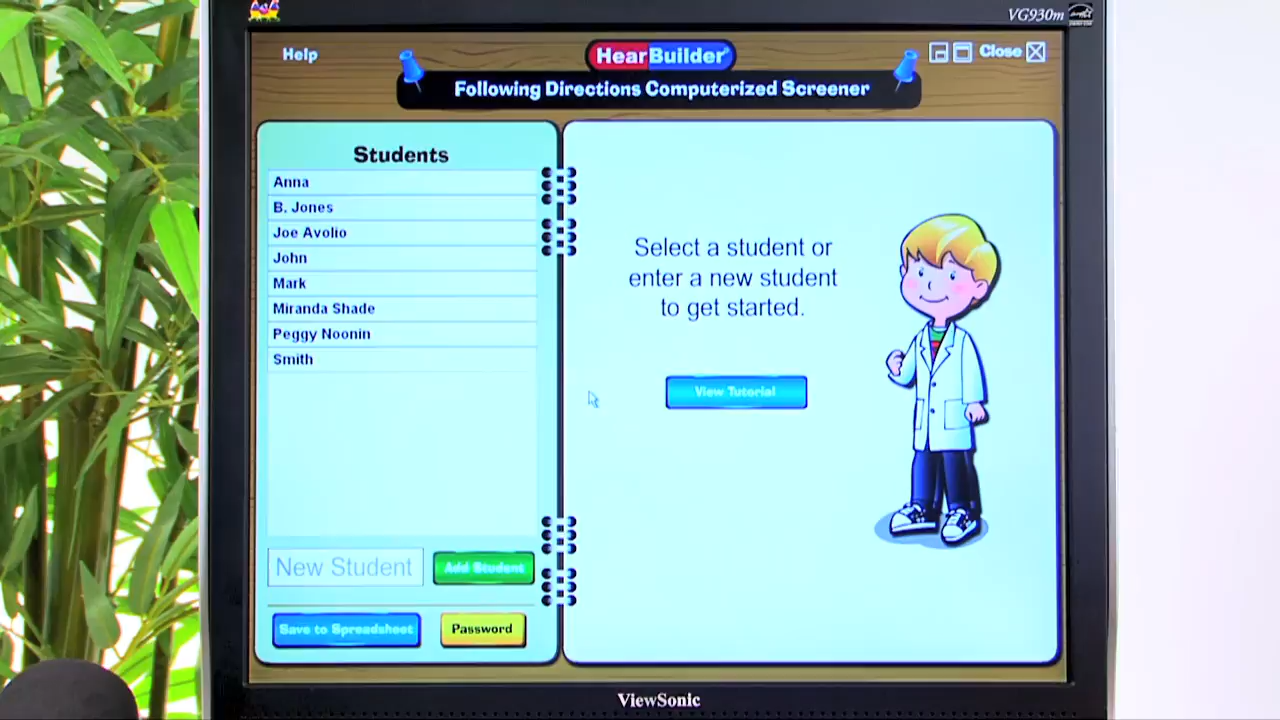 VG930m
Help
HearBuilder®
Close
Following Directions Computerized Screener
Students
Anna
B. Jones
Joe Avolio
John
Mark
Miranda Shade
Peggy Noonin
Smith
New Student
Add Student
Save to Spreadsheet
Password
Select a student or
enter a new student
to get started.
View Tutorial
ViewSonic